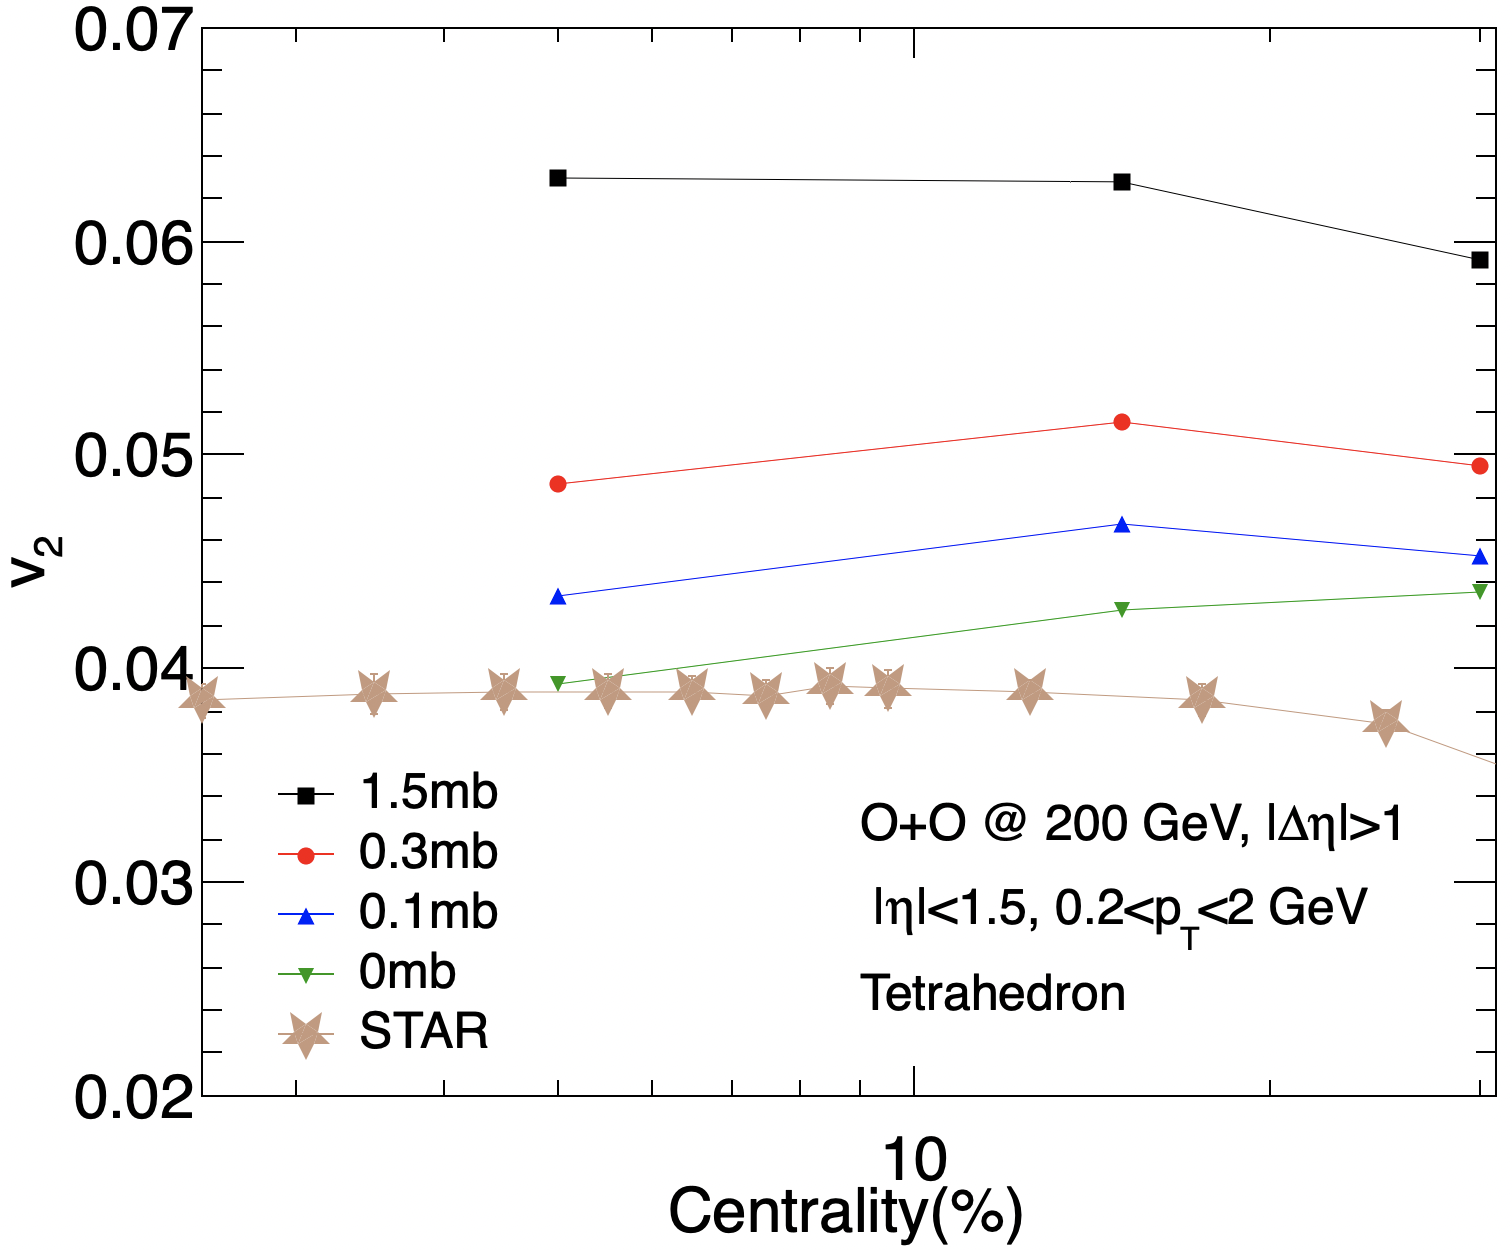 0.07
0.06
0.05
0.04
0.03
0.02
v2
1.5mb
0.3mb
0.1mb
0mb
STAR
O+O @ 200 GeV, |Δη|>1
|η|<1.5, 0.2<pT<2 GeV
Tetrahedron
10
Centrality(%)